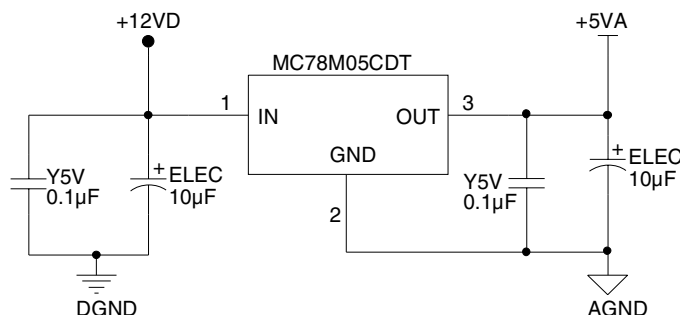 +12VD
+5VA
MC78M05CDT
1
IN
OUT
3
GND
2
Y5V
0.1µF
+
ELEC
10µF
Y5V
0.1µF
+
ELEC
10µF
DGND
AGND